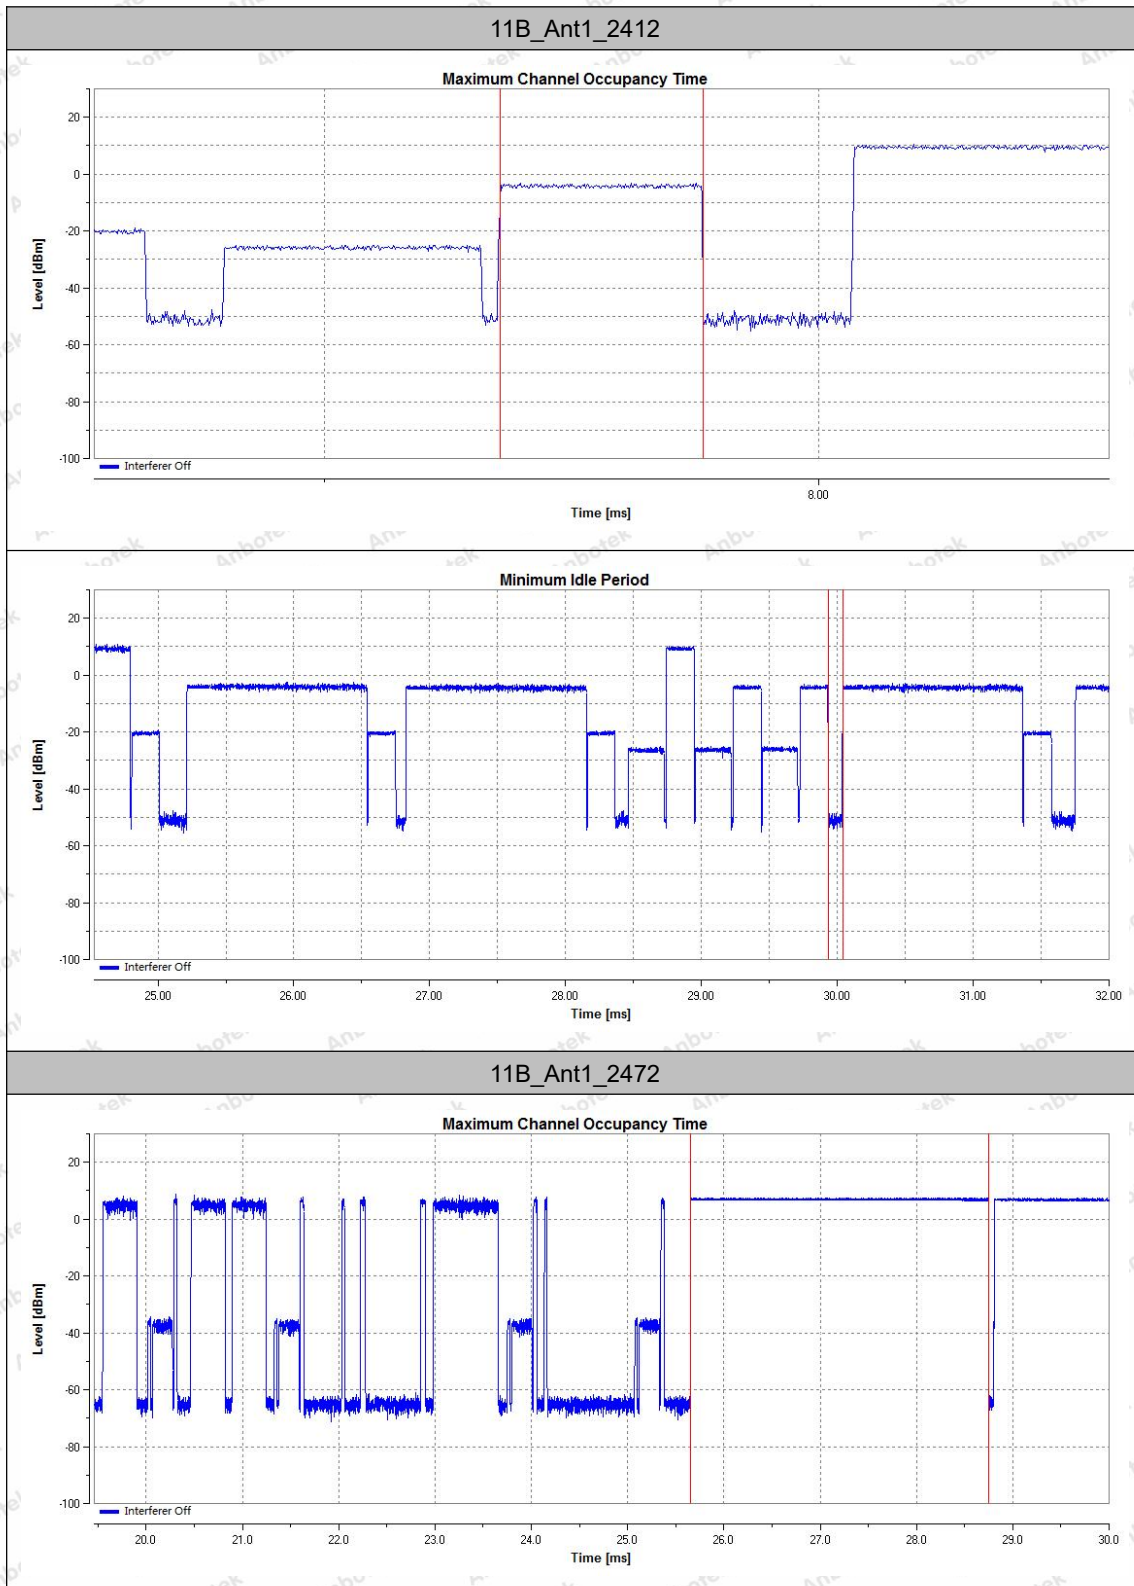 11B_Ant1_2412
Maximum Channel Occupancy Time
Level [dBm]
20
0
-20
-40
-60
-80
-100
Interferer Off
8.00
Time [ms]
Minimum Idle Period
Level [dBm]
20
0
-20
-40
-60
-80
-100
Interferer Off
25.00 26.00 27.00 28.00 29.00 30.00 31.00 32.00
Time [ms]
11B_Ant1_2472
Maximum Channel Occupancy Time
Level [dBm]
20
0
-20
-40
-60
-80
-100
Interferer Off
20.0 21.0 22.0 23.0 24.0 25.0 26.0 27.0 28.0 29.0 30.0
Time [ms]
Anbotek